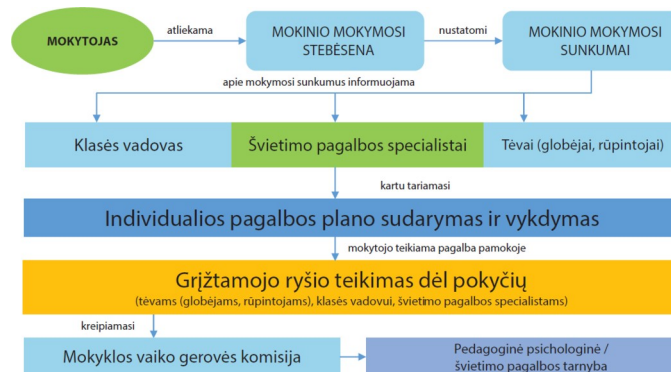 MOKYTOJAS
atliekama
MOKINIO MOKYMOSI
STEBĖSENA
nustatomi
MOKINIO MOKYMOSI
SUNKUMAI
apie mokymosi sunkumus informuojama
Klasės vadovas
Švietimo pagalbos specialistai
Tėvai (globėjai, rūpintojai)
kartu tariamasi
Individualios pagalbos plano sudarymas ir vykdymas
mokytojo teikiama pagalba pamokoje
Grįžtamojo ryšio teikimas dėl pokyčių
(tėvams (globėjams, rūpintojams), klasės vadovui, švietimo pagalbos specialistams)
kreipiamasi
Mokyklos vaiko gerovės komisija
Pedagoginė psichologinė /
švietimo pagalbos tarnyba